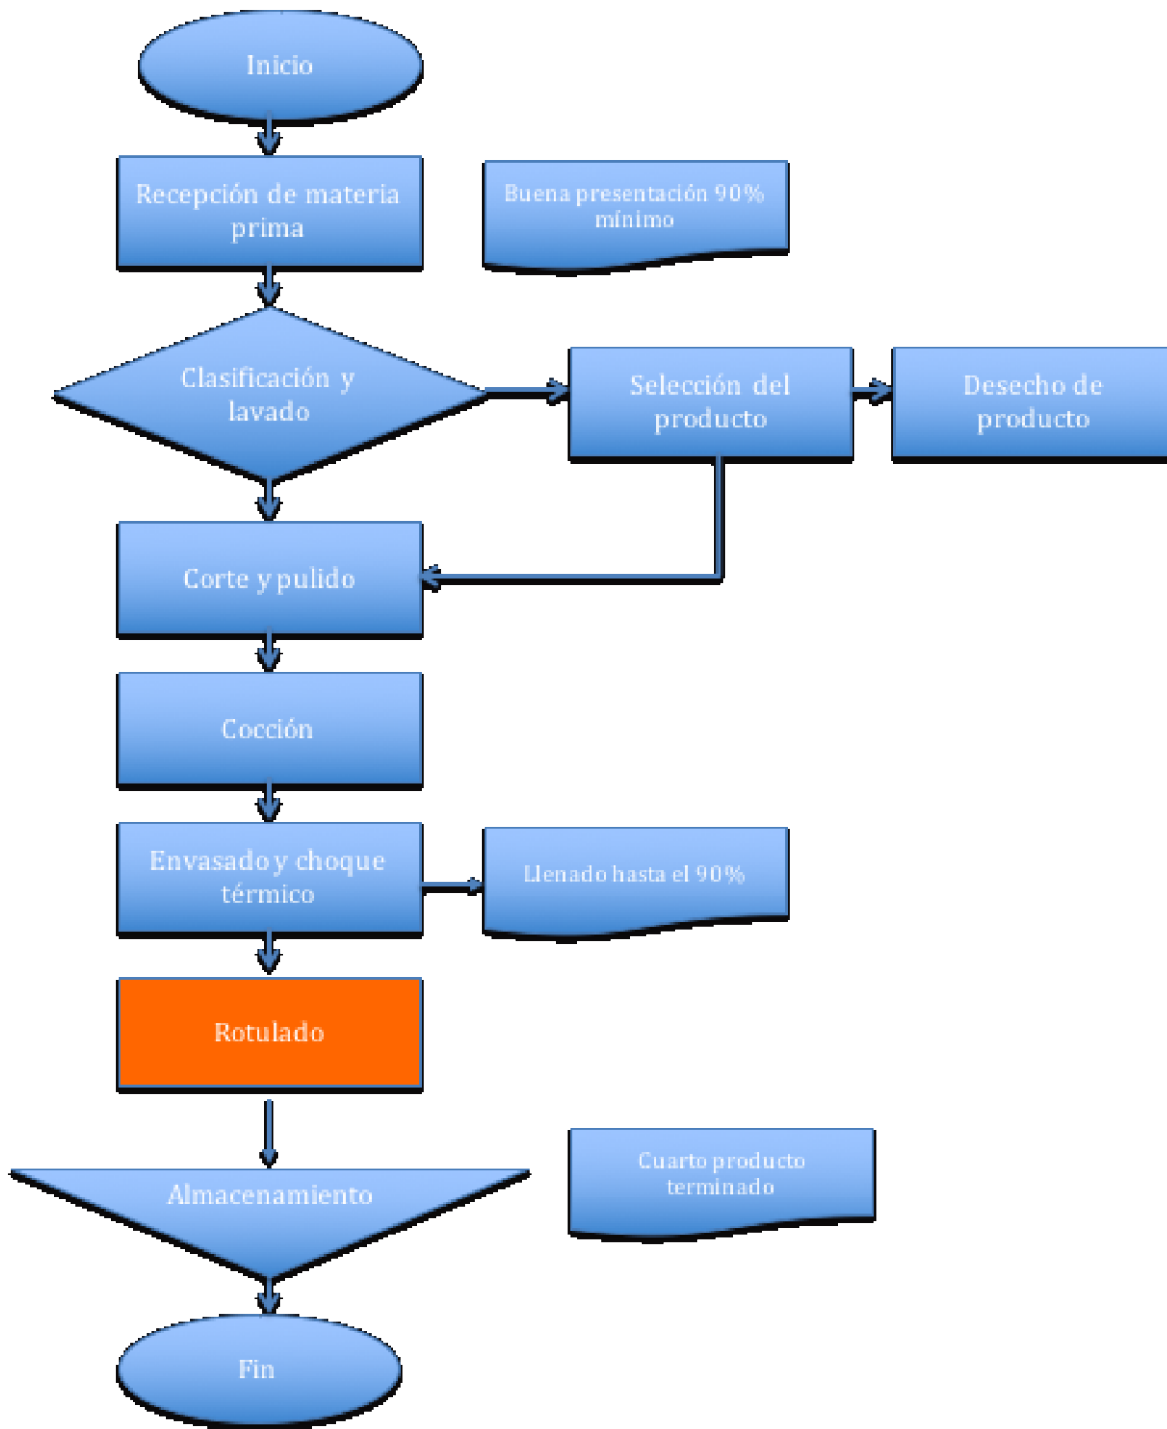 Inicio
Recepción de materia
prima
Buena presentación 90%
mínimo
Clasificación y
lavado
Selección del
producto
Desecho de
producto
Corte y pulido
Cocción
Envasado y choque
térmico
Llenado hasta el 90%
Rotulado
Cuarto producto
terminado
Almacenamiento
Fin